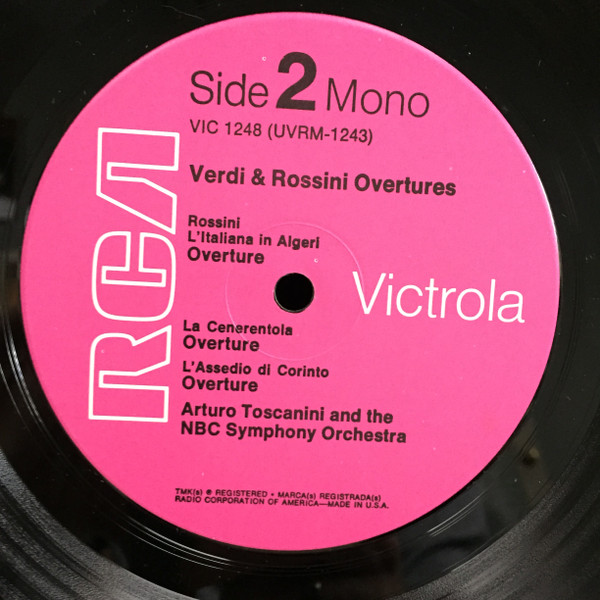 Side 2 Mono
VIC 1248 (UVRM-1243)
Verdi & Rossini Overtures
Rossini
L'Italiana in Algeri
Overture
RCA
Victrola
La Cenerentola
Overture
L'Assedio di Corinto
Overture
Arturo Toscanini and the
NBC Symphony Orchestra
TMK(s) ® REGISTERED • MARCA(s) REGISTRADA(s)
RADIO CORPORATION OF AMERICA—MADE IN U.S.A.